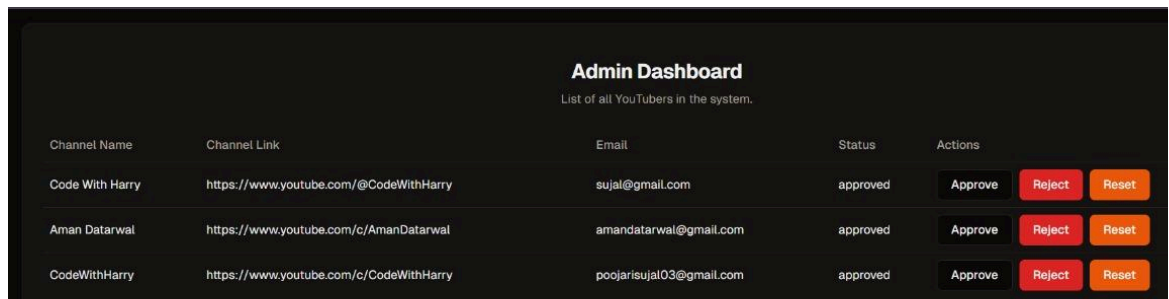 Admin Dashboard
List of all YouTubers in the system.
Channel Name Channel Link Email Status Actions
Code With Harry https://www.youtube.com/@CodeWithHarry sujal@gmail.com approved Approve Reject Reset
Aman Datarwal https://www.youtube.com/c/AmanDatarwal amandatarwal@gmail.com approved Approve Reject Reset
CodeWithHarry https://www.youtube.com/c/CodeWithHarry poojarisujal03@gmail.com approved Approve Reject Reset